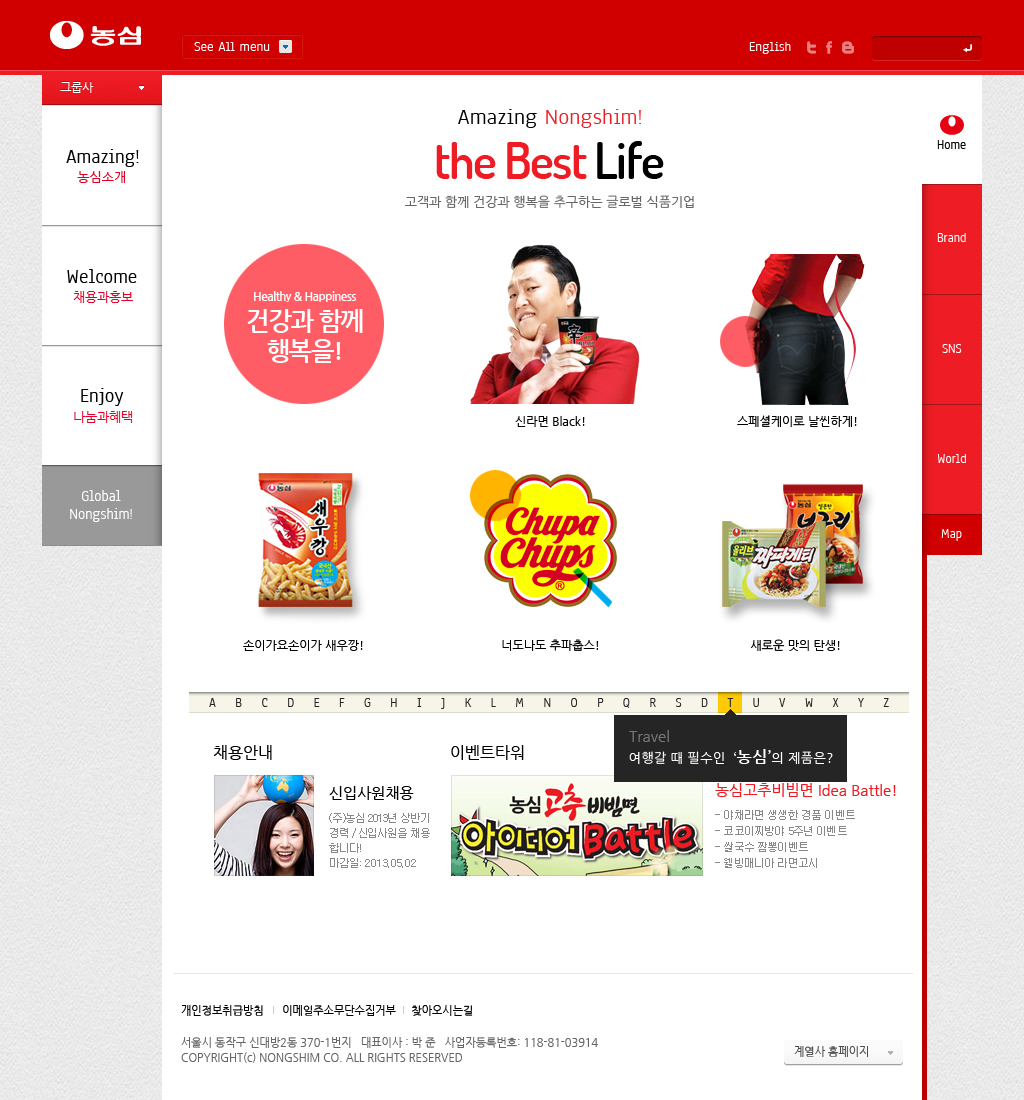 농심
See All menu
English
그룹사
Amazing!
농심소개
Welcome
채용과홍보
Enjoy
나눔과혜택
Global
Nongshim!
Amazing Nongshim!
the Best Life
고객과 함께 건강과 행복을 추구하는 글로벌 식품기업
Home
Brand
SNS
World
Map
Healthy & Happiness
건강과 함께
행복을!
신라면 Black!
스페셜케이로 날씬하게!
농심
새우깡
Chupa
Chups
®
너구리
올리브
짜파게티
손이가요손이가 새우깡!
너도나도 추파춥스!
새로운 맛의 탄생!
A B C D E F G H I J K L M N O P Q R S D T U V W X Y Z
Travel
여행갈 때 필수인 ‘농심’의 제품은?
채용안내
신입사원채용
(주)농심 2013년 상반기
경력 / 신입사원을 채용
합니다!
마감일: 2013,05,02
이벤트타워
농심 고추 비빔면
아이데어 Battle
농심고추비빔면 Idea Battle!
- 야채라면 생생한 경품 이벤트
- 코코이찌방야 5주년 이벤트
- 쌀국수 짬뽕이벤트
- 웰빙매니아 라면고시
개인정보취급방침 | 이메일주소무단수집거부 | 찾아오시는길
서울시 동작구 신대방2동 370-1번지 대표이사 : 박 준 사업자등록번호: 118-81-03914
COPYRIGHT(c) NONGSHIM CO. ALL RIGHTS RESERVED
계열사 홈페이지